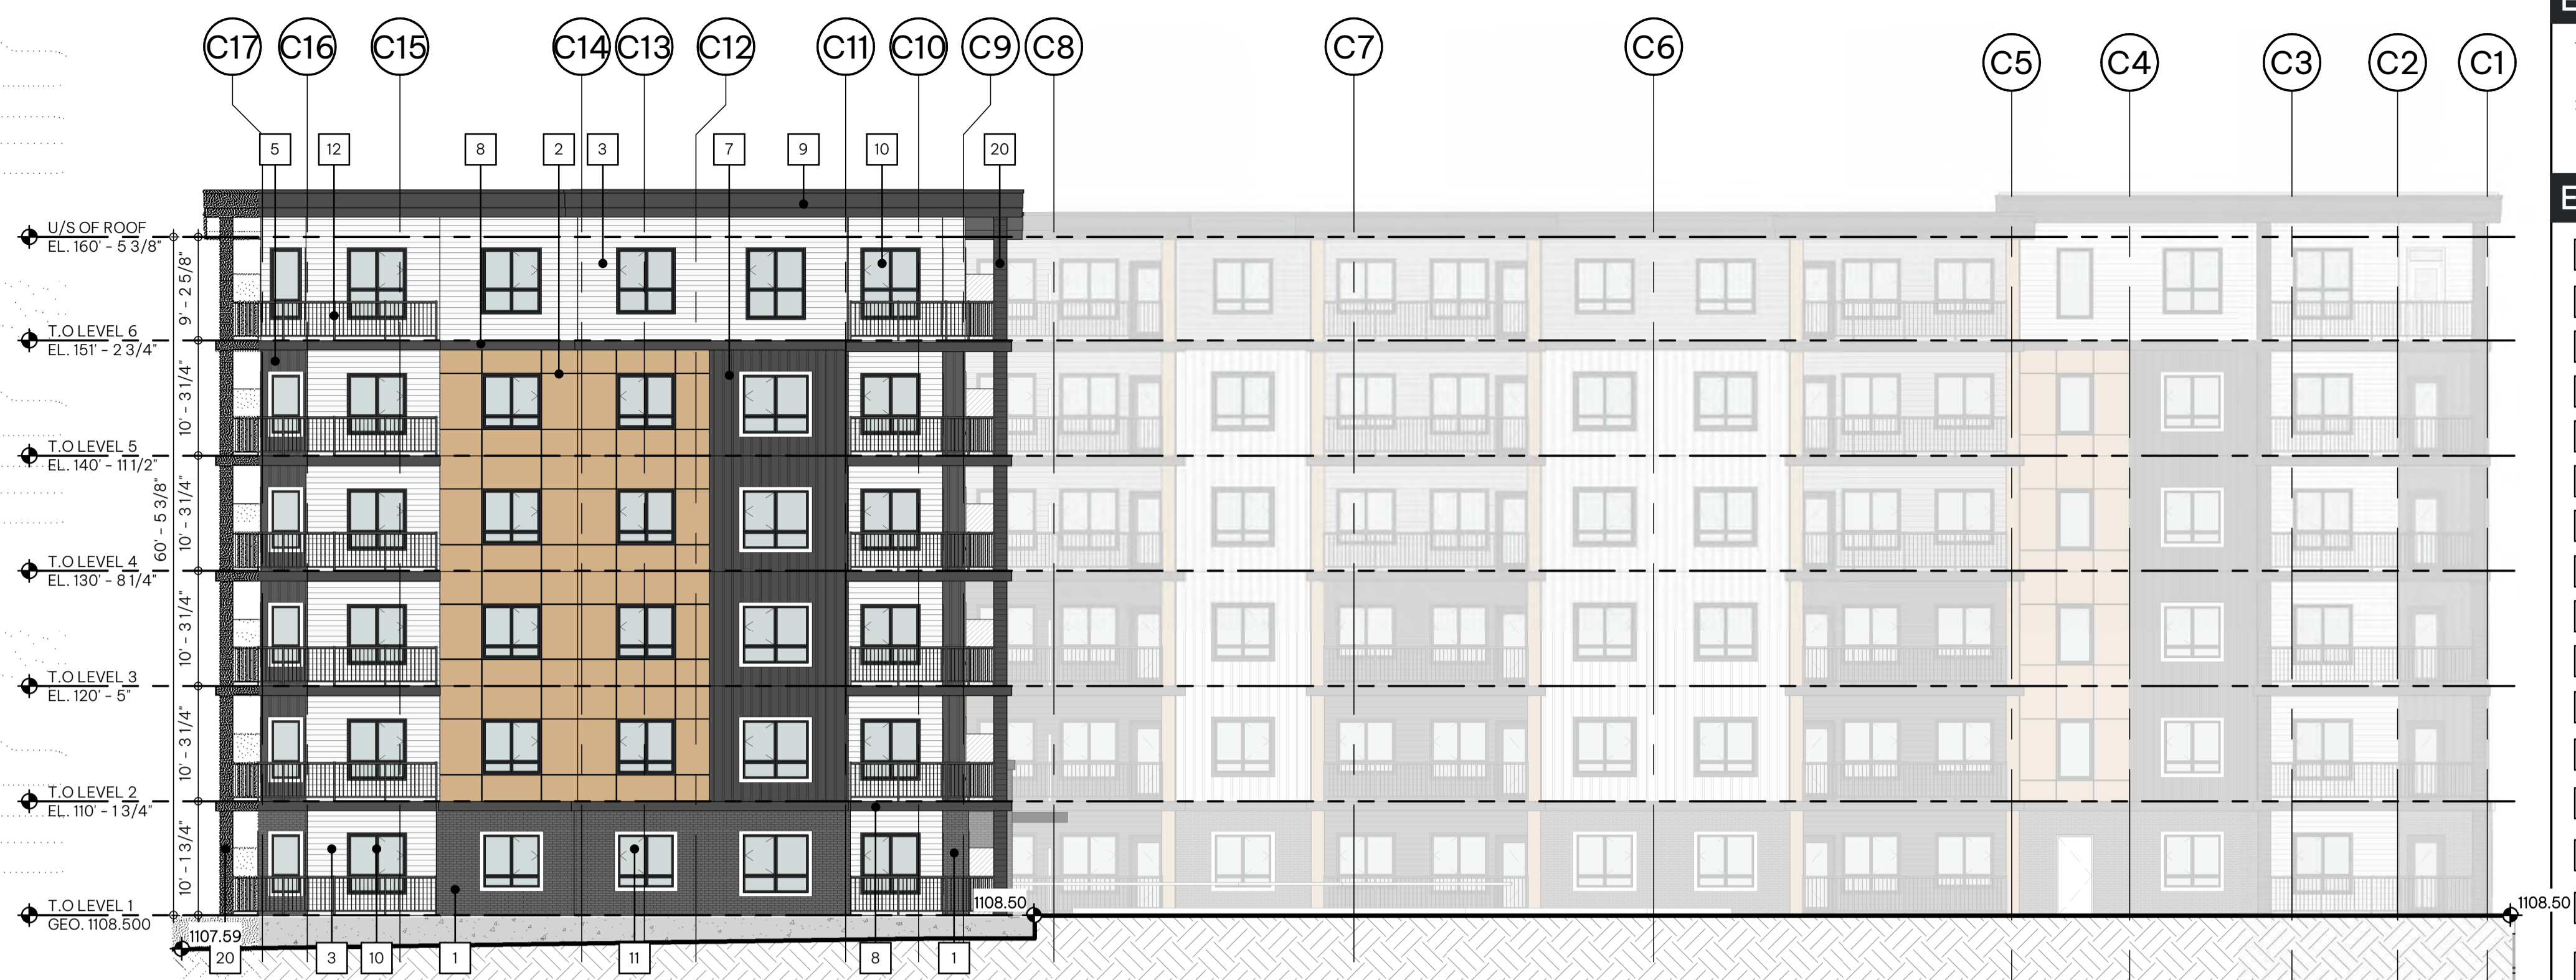 C17 C16 C15 C14 C13 C12 C11 C10 C9 C8 C7 C6 C5 C4 C3 C2 C1
5 12 8 2 3 7 9 10 20
U/S OF ROOF
EL. 160' - 5 3/8"
9' - 2 5/8"
T.O LEVEL 6
EL. 151' - 2 3/4"
10' - 3 1/4"
T.O LEVEL 5
EL. 140' - 11 1/2"
60' - 5 3/8"
10' - 3 1/4"
T.O LEVEL 4
EL. 130' - 8 1/4"
10' - 3 1/4"
T.O LEVEL 3
EL. 120' - 5"
10' - 3 1/4"
T.O LEVEL 2
EL. 110' - 1 3/4"
10' - 1 3/4"
T.O LEVEL 1
GEO. 1108.500
1108.50
1108.50
1107.59
20 3 10 1 11 8 1